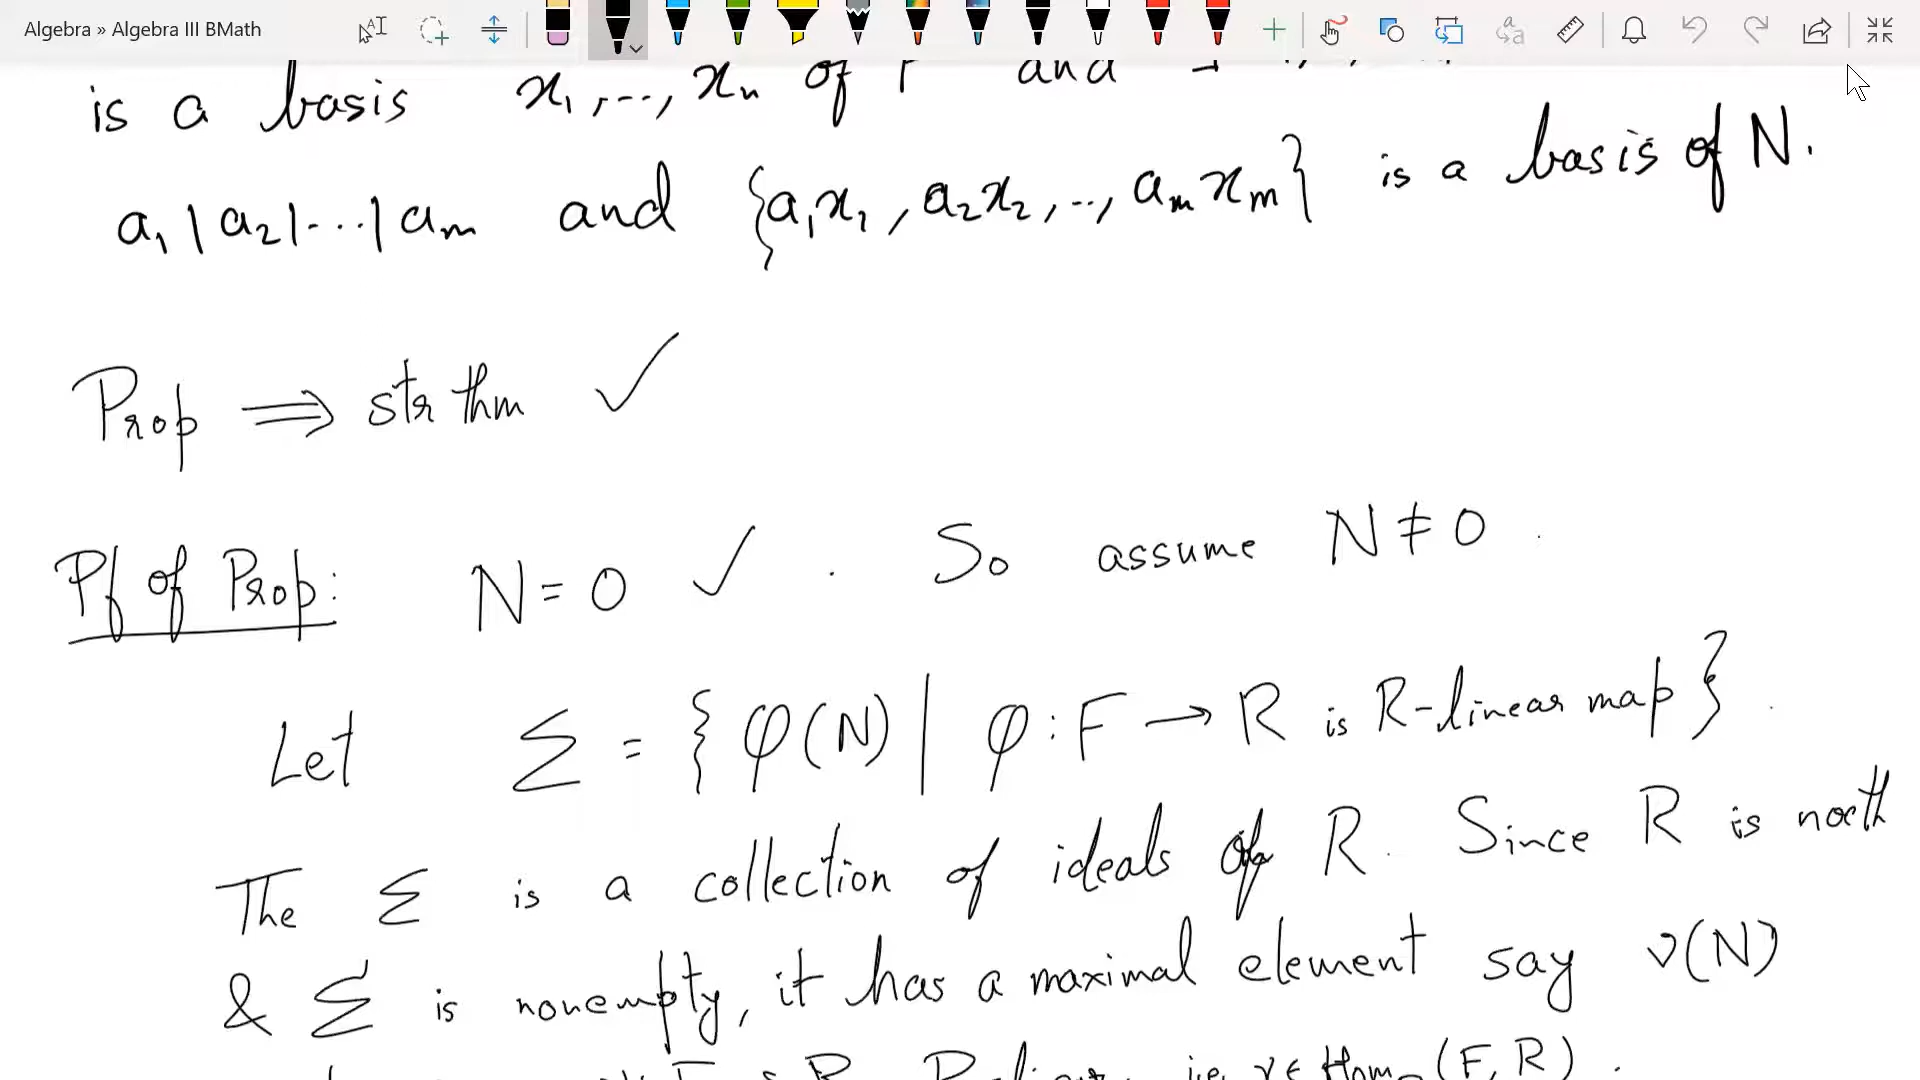 Algebra » Algebra III BMath
is a basis x₁,...,xₙ of F and
a₁|a₂|...|aₘ and {a₁x₁, a₂x₂, .., aₘxₘ} is a basis of N.
Prop ⟹ str thm ✓
Pf of Prop: N = 0 ✓. So assume N ≠ 0.
Let Σ = {φ(N) | φ : F → R is R-linear map}.
The Σ is a collection of ideals of R. Since R is noeth
& Σ is nonempty, it has a maximal element say ν(N)
(F, R).